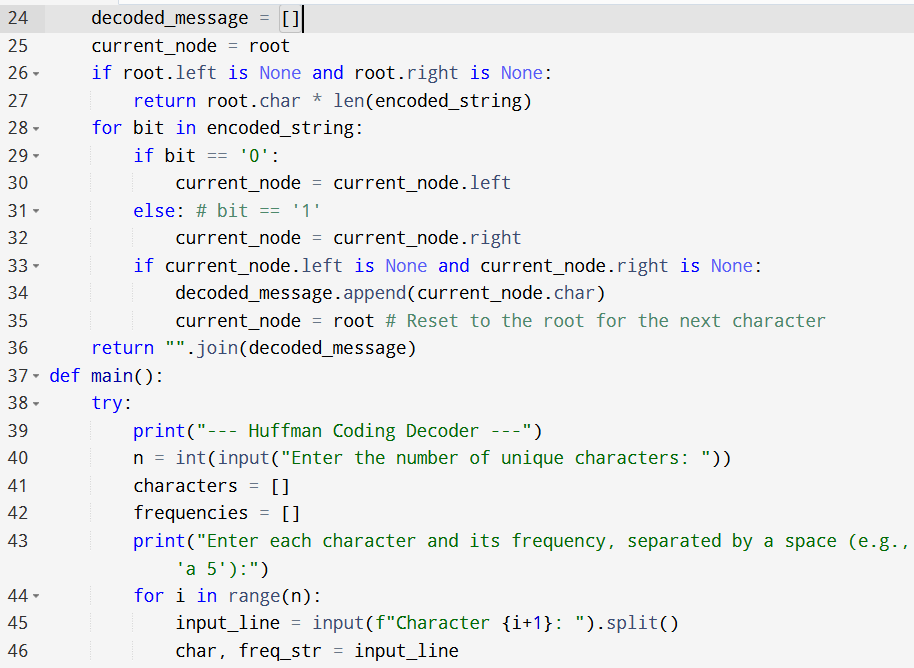 24 decoded_message = []
25 current_node = root
26 if root.left is None and root.right is None:
27 return root.char * len(encoded_string)
28 for bit in encoded_string:
29 if bit == '0':
30 current_node = current_node.left
31 else: # bit == '1'
32 current_node = current_node.right
33 if current_node.left is None and current_node.right is None:
34 decoded_message.append(current_node.char)
35 current_node = root # Reset to the root for the next character
36 return "".join(decoded_message)
37 def main():
38 try:
39 print("--- Huffman Coding Decoder ---")
40 n = int(input("Enter the number of unique characters: "))
41 characters = []
42 frequencies = []
43 print("Enter each character and its frequency, separated by a space (e.g.,
'a 5'):")
44 for i in range(n):
45 input_line = input(f"Character {i+1}: ").split()
46 char, freq_str = input_line